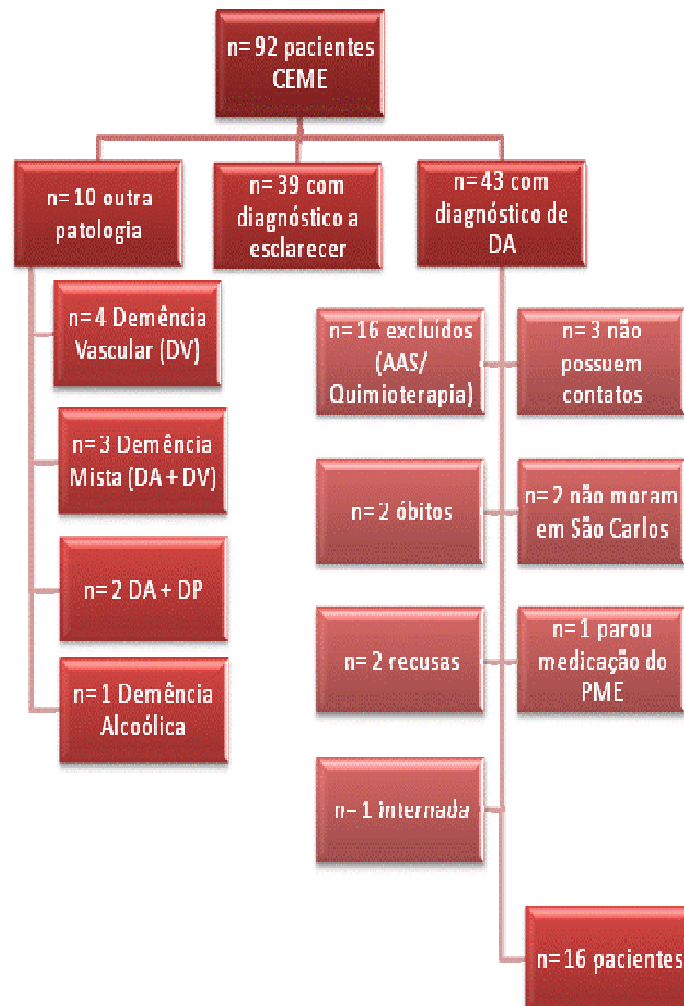 n= 92 pacientes
CEME
n= 10 outra
patologia
n= 39 com
diagnóstico a
esclarecer
n=43 com
diagnóstico de
DA
n=4 Demência
Vascular (DV)
n=3 Demência
Mista (DA + DV)
n=2 DA + DP
n=1 Demência
Alcoólica
n=16 excluídos
(AAS/
Quimioterapia)
n= 3 não
possuem
contatos
n=2 óbitos
n=2 não moram
em São Carlos
n=2 recusas
n=1 parou
medicação do
PME
n=1 internada
n=16 pacientes